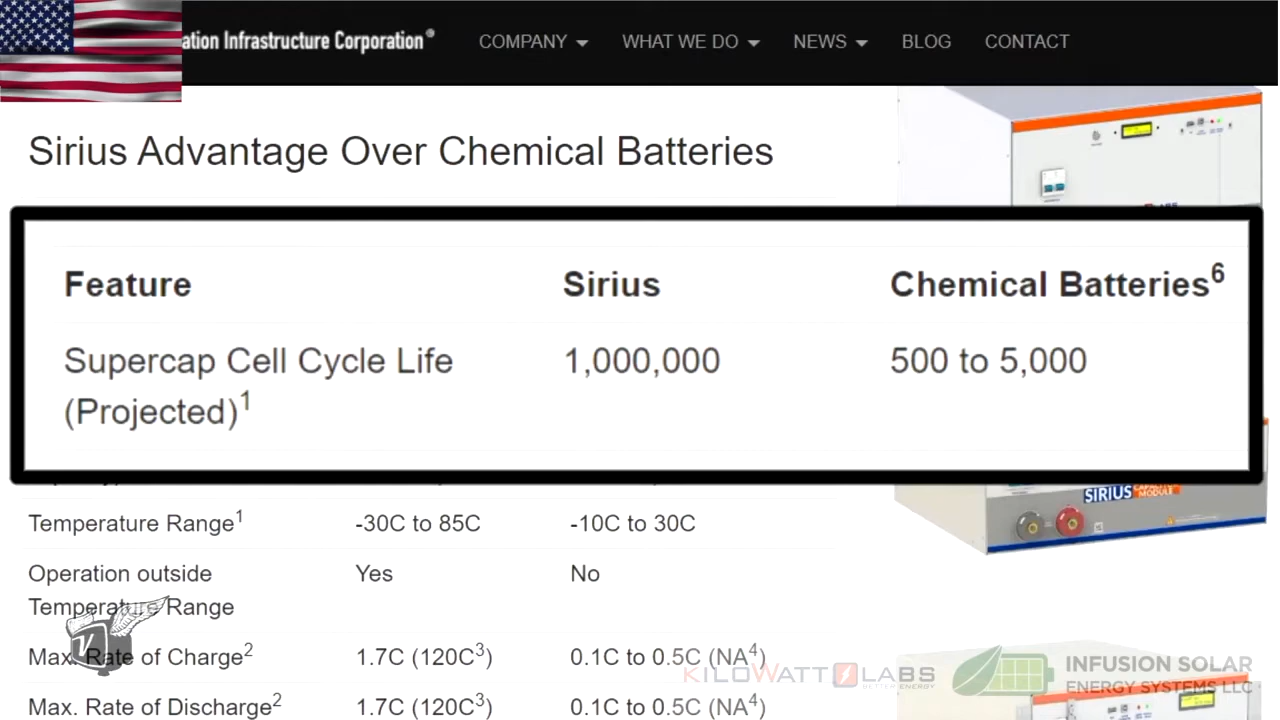 ation Infrastructure Corporation®
COMPANY WHAT WE DO NEWS BLOG CONTACT
Sirius Advantage Over Chemical Batteries
Feature Sirius Chemical Batteries6
Supercap Cell Cycle Life 1,000,000 500 to 5,000
(Projected)1
SIRIUS CAPACITOR MODULE
Temperature Range1 -30C to 85C -10C to 30C
Operation outside Yes No
Temperature Range
Max. Rate of Charge2 1.7C (120C3) 0.1C to 0.5C (NA4)
KILOWATT LABS
BETTER ENERGY
INFUSION SOLAR
ENERGY SYSTEMS LLC
Max. Rate of Discharge2 1.7C (120C3) 0.1C to 0.5C (NA4)